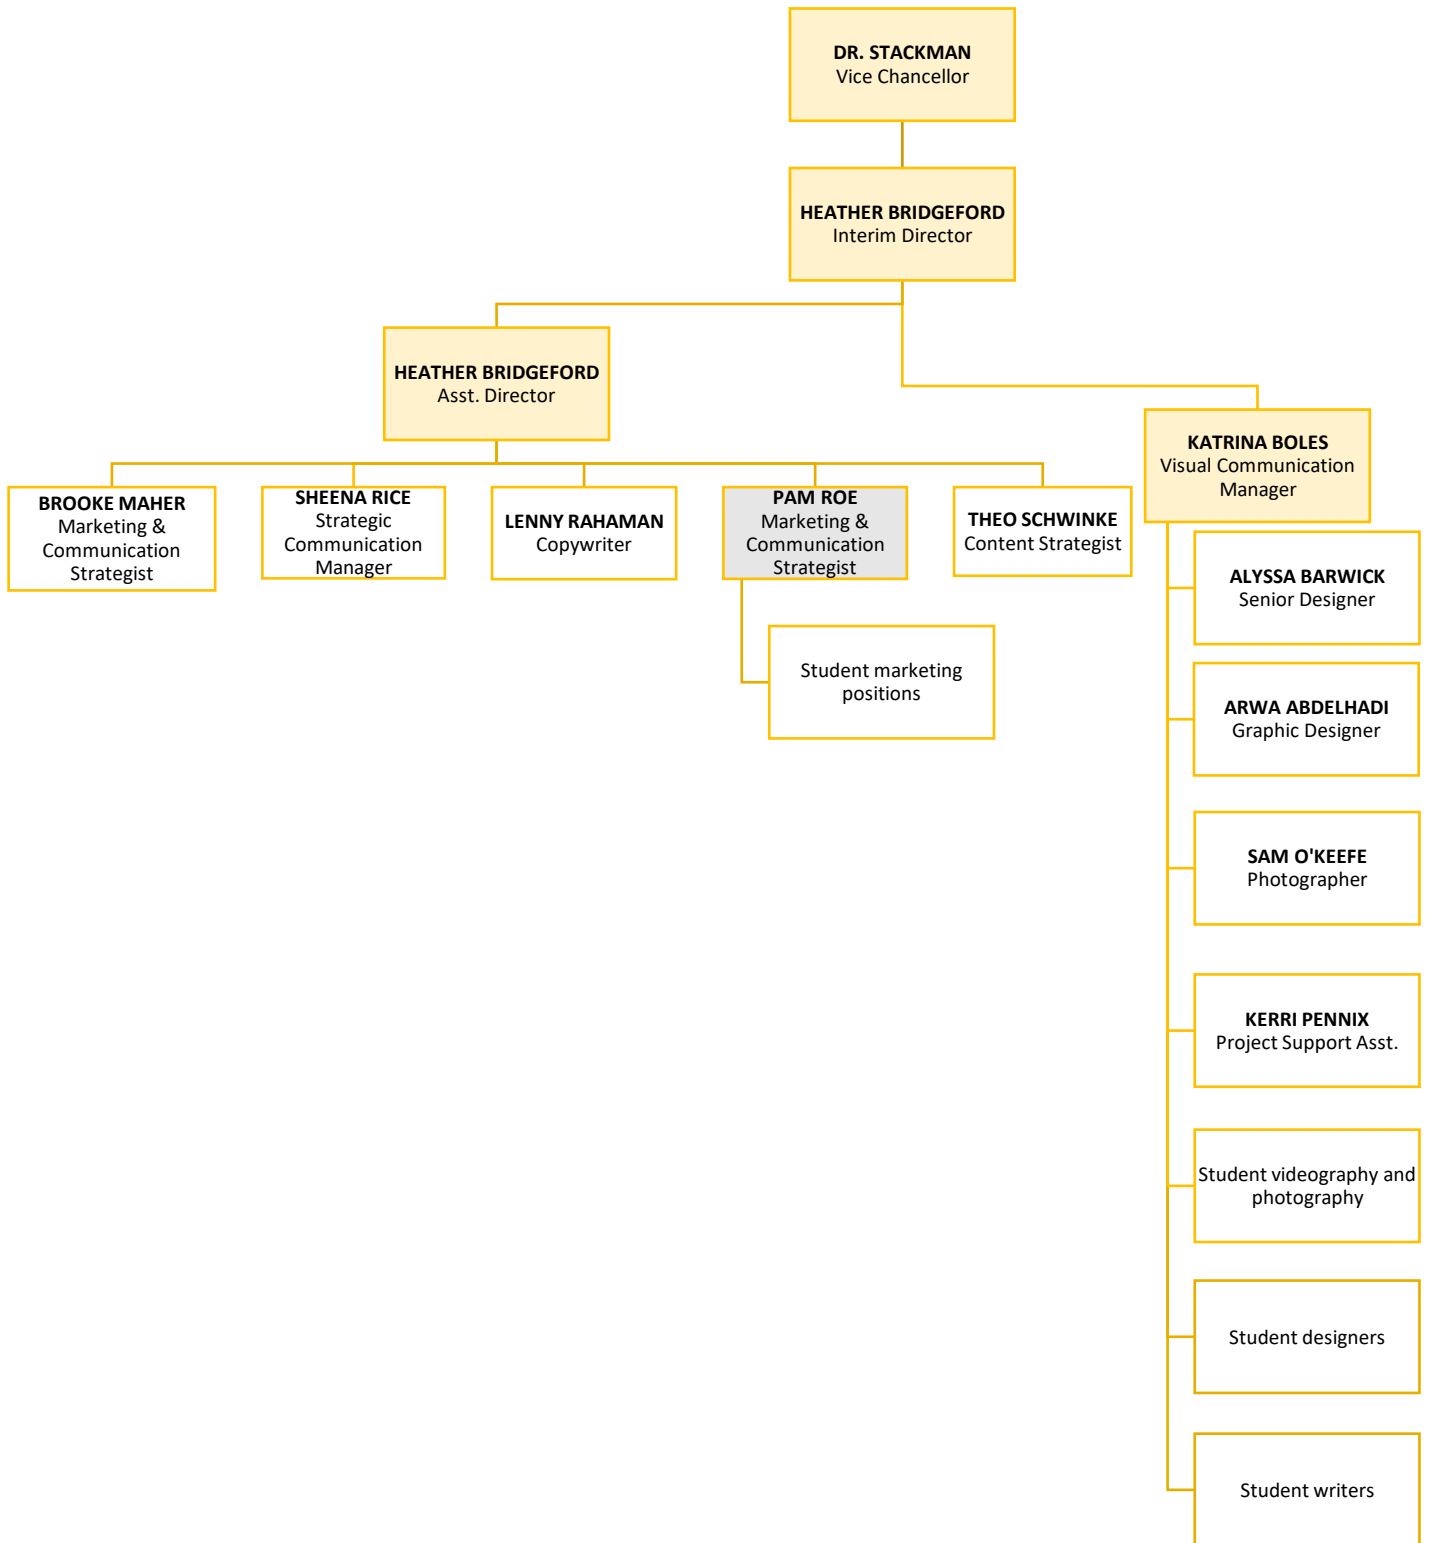 DR. STACKMAN
Vice Chancellor
HEATHER BRIDGEFORD
Interim Director
HEATHER BRIDGEFORD
Asst. Director
KATRINA BOLES
Visual Communication
Manager
BROOKE MAHER
Marketing &
Communication
Strategist
SHEENA RICE
Strategic
Communication
Manager
LENNY RAHAMAN
Copywriter
PAM ROE
Marketing &
Communication
Strategist
THEO SCHWINKE
Content Strategist
Student marketing
positions
ALYSSA BARWICK
Senior Designer
ARWA ABDELHADI
Graphic Designer
SAM O'KEEFE
Photographer
KERRI PENNIX
Project Support Asst.
Student videography and
photography
Student designers
Student writers